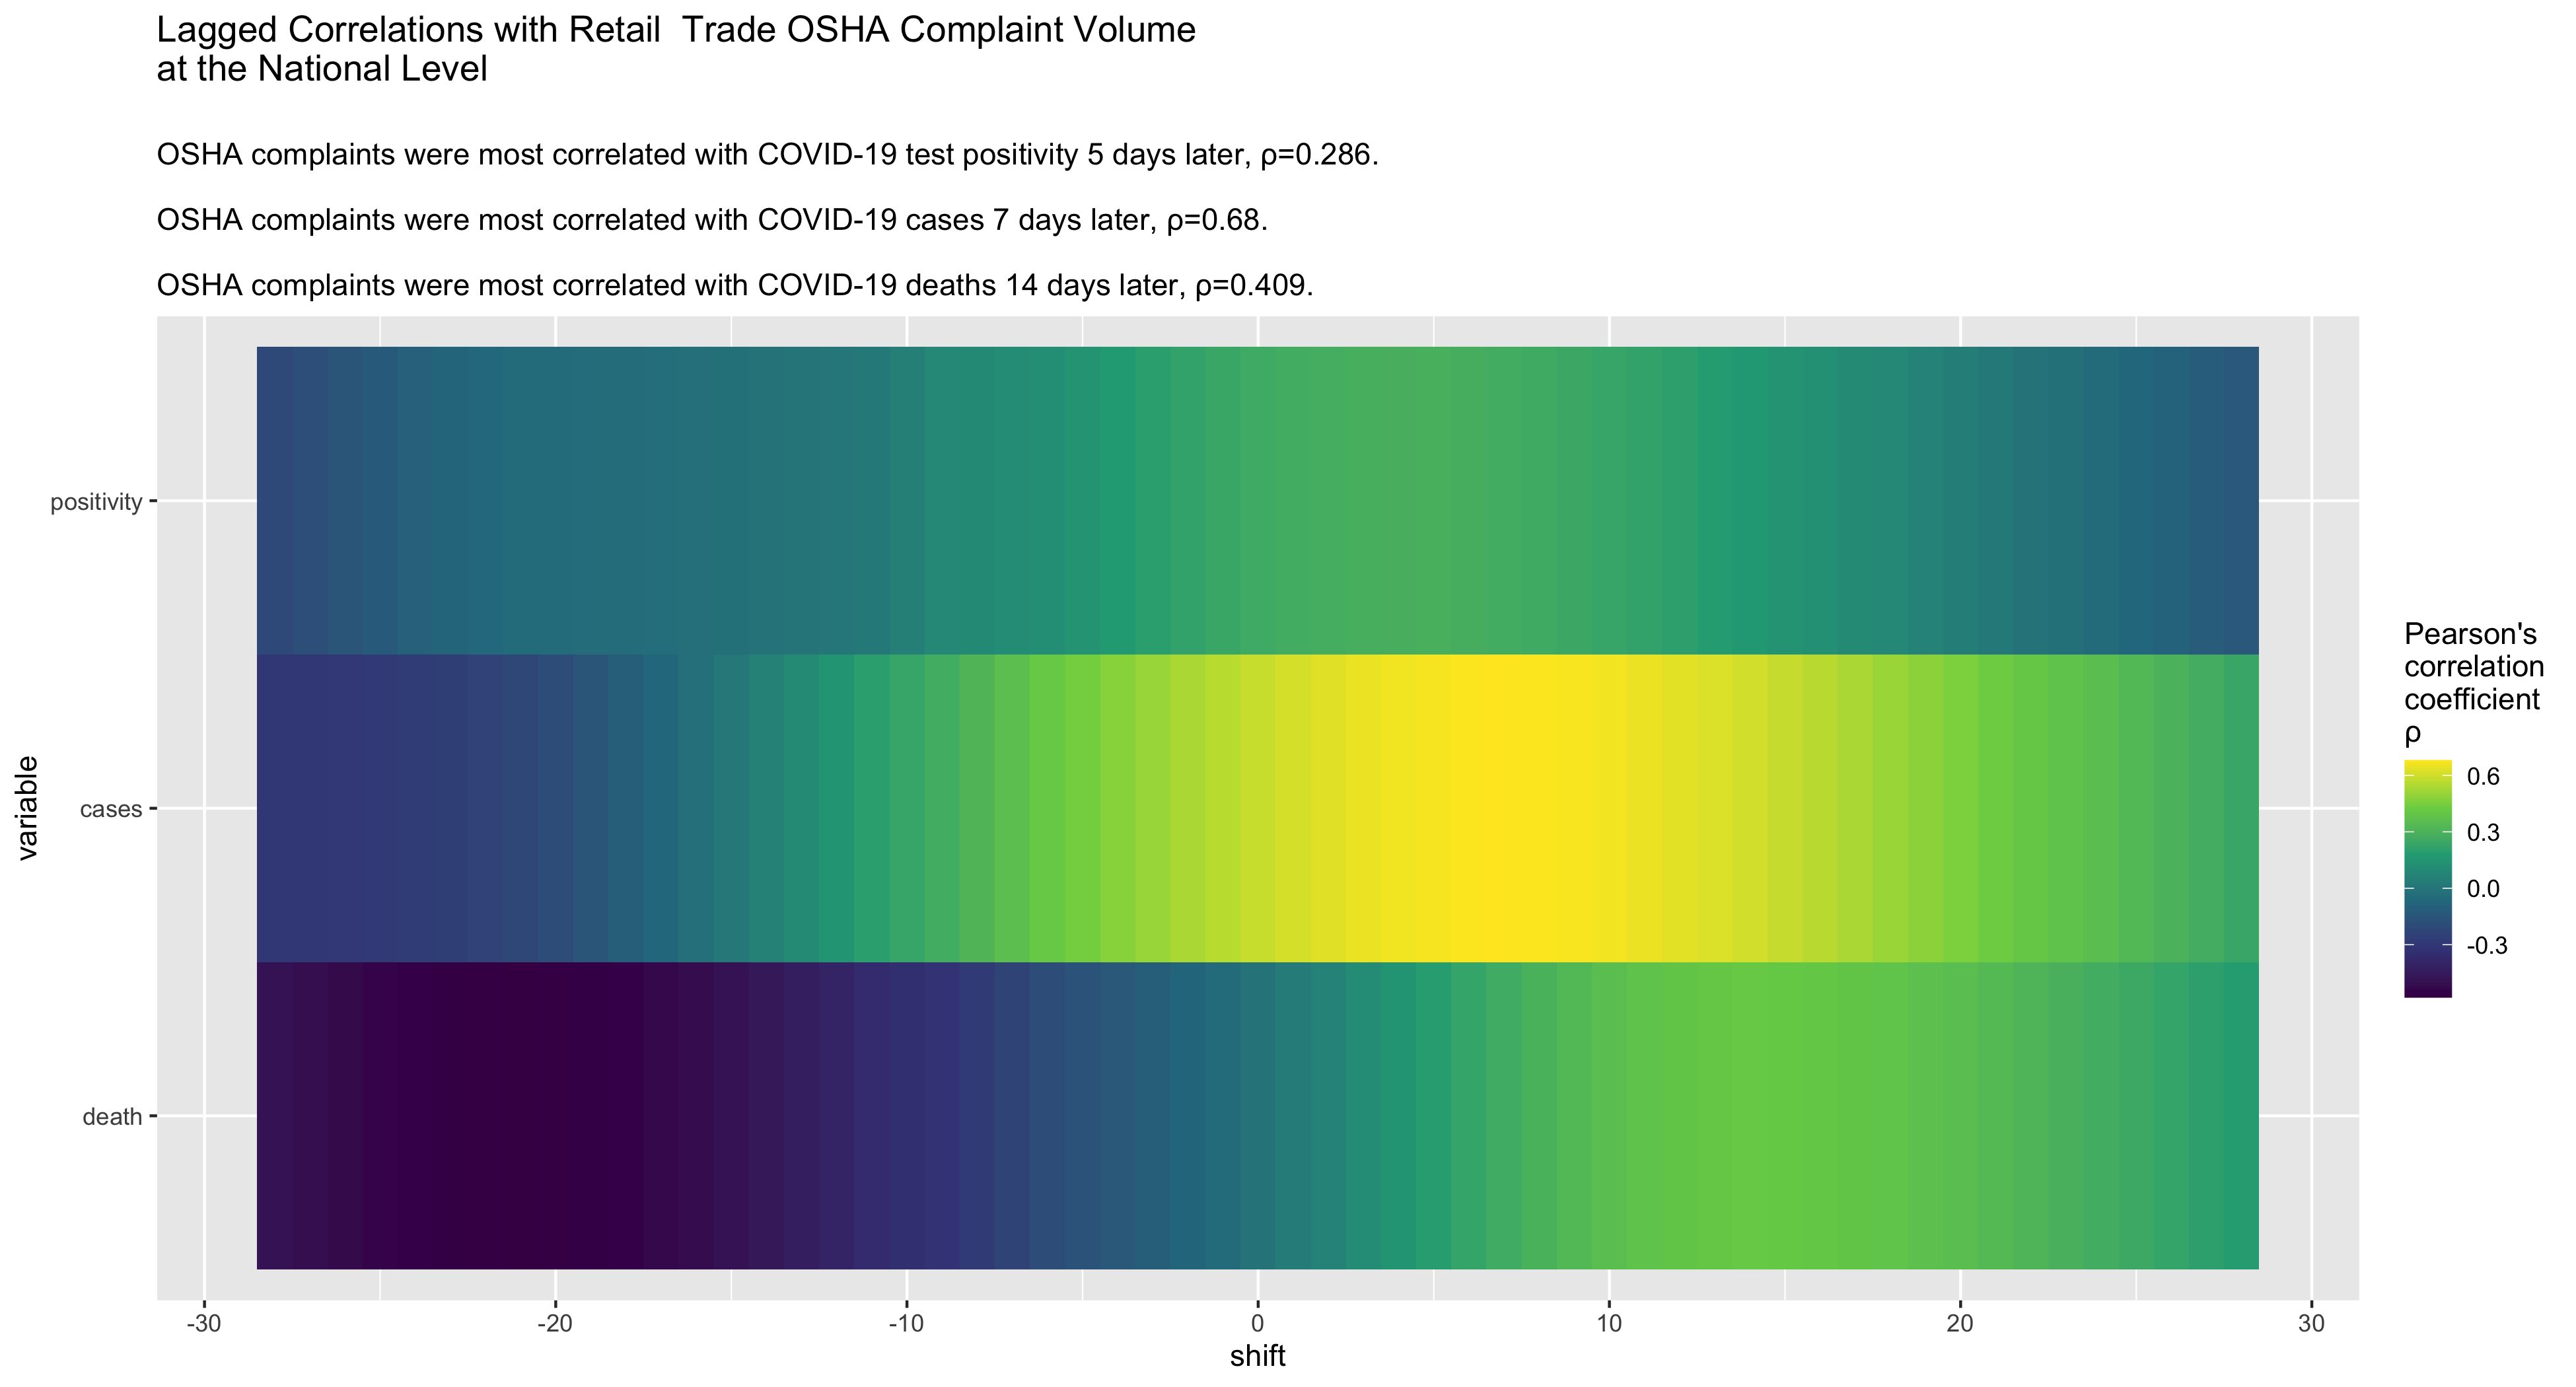 Lagged Correlations with Retail  Trade OSHA Complaint Volume
at the National Level
OSHA complaints were most correlated with COVID-19 test positivity 5 days later, ρ=0.286.
OSHA complaints were most correlated with COVID-19 cases 7 days later, ρ=0.68.
OSHA complaints were most correlated with COVID-19 deaths 14 days later, ρ=0.409.
positivity
cases
death
variable
-30
-20
-10
0
10
20
30
shift
Pearson's
correlation
coefficient
ρ
0.6
0.3
0.0
-0.3